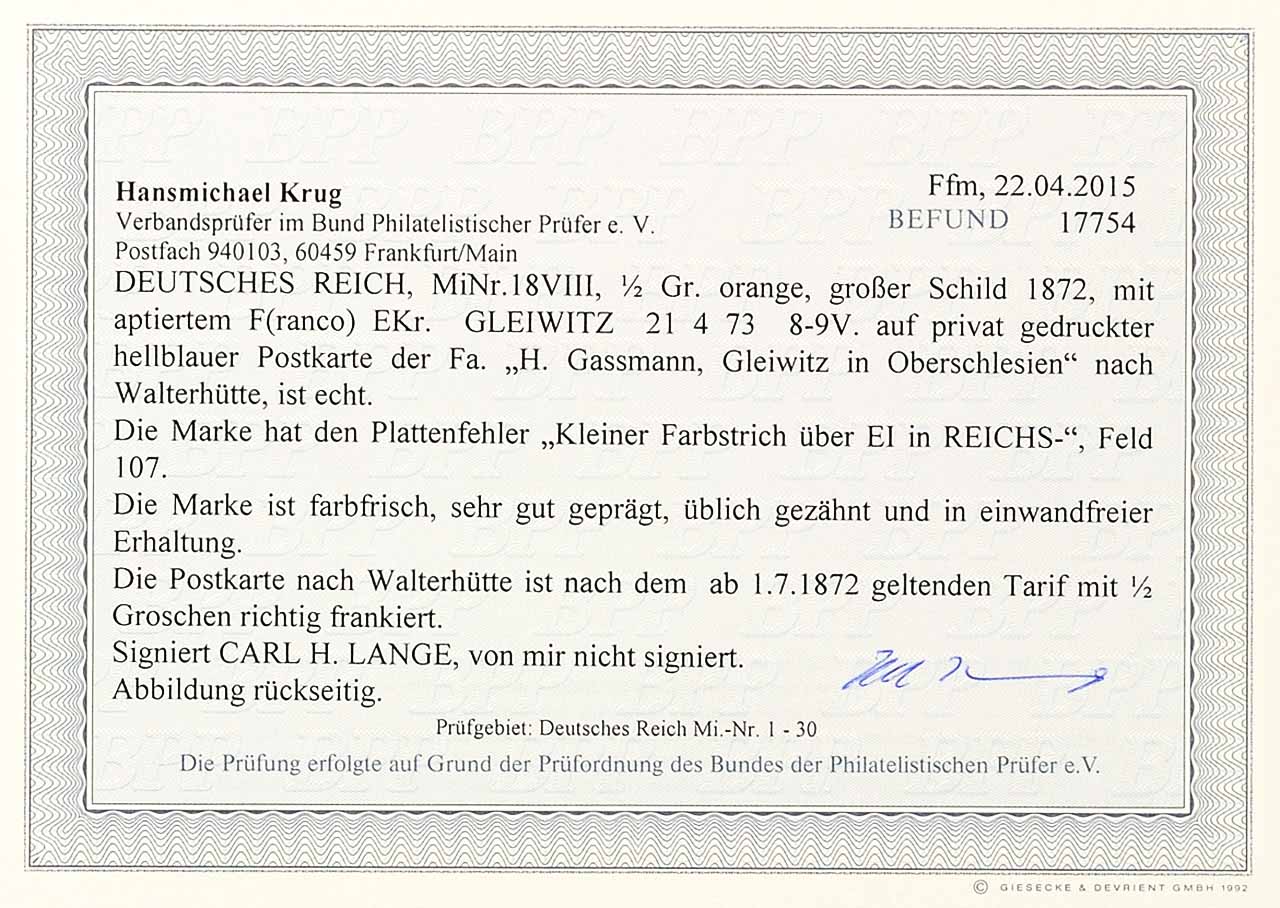 Hansmichael Krug
Ffm, 22.04.2015
Verbandsprüfer im Bund Philatelistischer Prüfer e. V.
BEFUND 17754
Postfach 940103, 60459 Frankfurt/Main
DEUTSCHES REICH, MiNr.18VIII, ½ Gr. orange, großer Schild 1872, mit
aptiertem F(ranco) EKr. GLEIWITZ 21 4 73 8-9V. auf privat gedruckter
hellblauer Postkarte der Fa. „H. Gassmann, Gleiwitz in Oberschlesien“ nach
Walterhütte, ist echt.
Die Marke hat den Plattenfehler „Kleiner Farbstrich über EI in REICHS-“, Feld
107.
Die Marke ist farbfrisch, sehr gut geprägt, üblich gezähnt und in einwandfreier
Erhaltung.
Die Postkarte nach Walterhütte ist nach dem ab 1.7.1872 geltenden Tarif mit ½
Groschen richtig frankiert.
Signiert CARL H. LANGE, von mir nicht signiert.
Abbildung rückseitig.
Prüfgebiet: Deutsches Reich Mi.-Nr. 1 - 30
Die Prüfung erfolgte auf Grund der Prüfordnung des Bundes der Philatelistischen Prüfer e.V.
© GIESECKE & DEVRIENT GMBH 1992